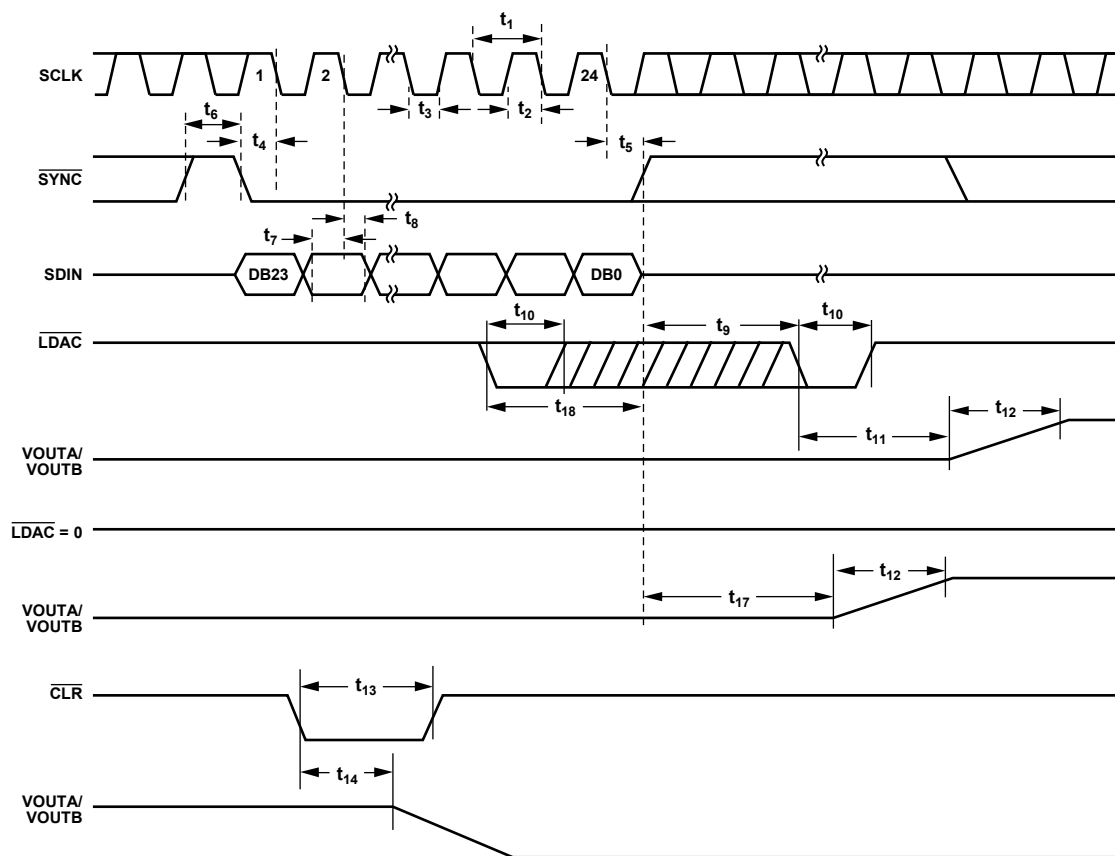 t1
SCLK
1
2
24
t3
t2
t6
t4
t5
SYNC
t7
t8
SDIN
DB23
DB0
t10
t9
t10
LDAC
t18
t11
t12
VOUTA/
VOUTB
LDAC = 0
t12
t17
VOUTA/
VOUTB
CLR
t13
t14
VOUTA/
VOUTB